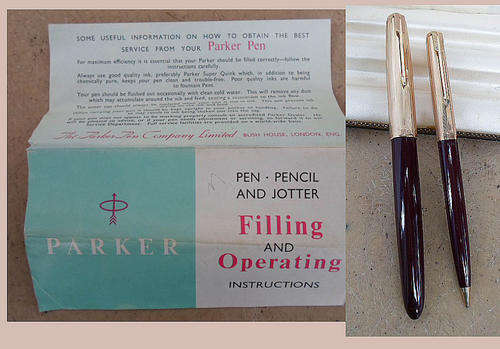 SOME USEFUL INFORMATION ON HOW TO OBTAIN THE BEST
SERVICE FROM YOUR Parker Pen
For maximum efficiency it is essential that your Parker should be filled correctly—follow the
instructions carefully.
Always use good quality ink, preferably Parker Super Quink which, in addition to being
chemically pure, keeps your pen clean and trouble-free. Poor quality inks are harmful
to fountain pens.
Your pen should be flushed out occasionally with clean cold water. This will remove any dust
which may accumulate around the nib and feed,
The Parker Pen Company Limited BUSH HOUSE, LONDON, ENG.
PEN · PENCIL
AND JOTTER
Filling
AND
Operating
INSTRUCTIONS
PARKER